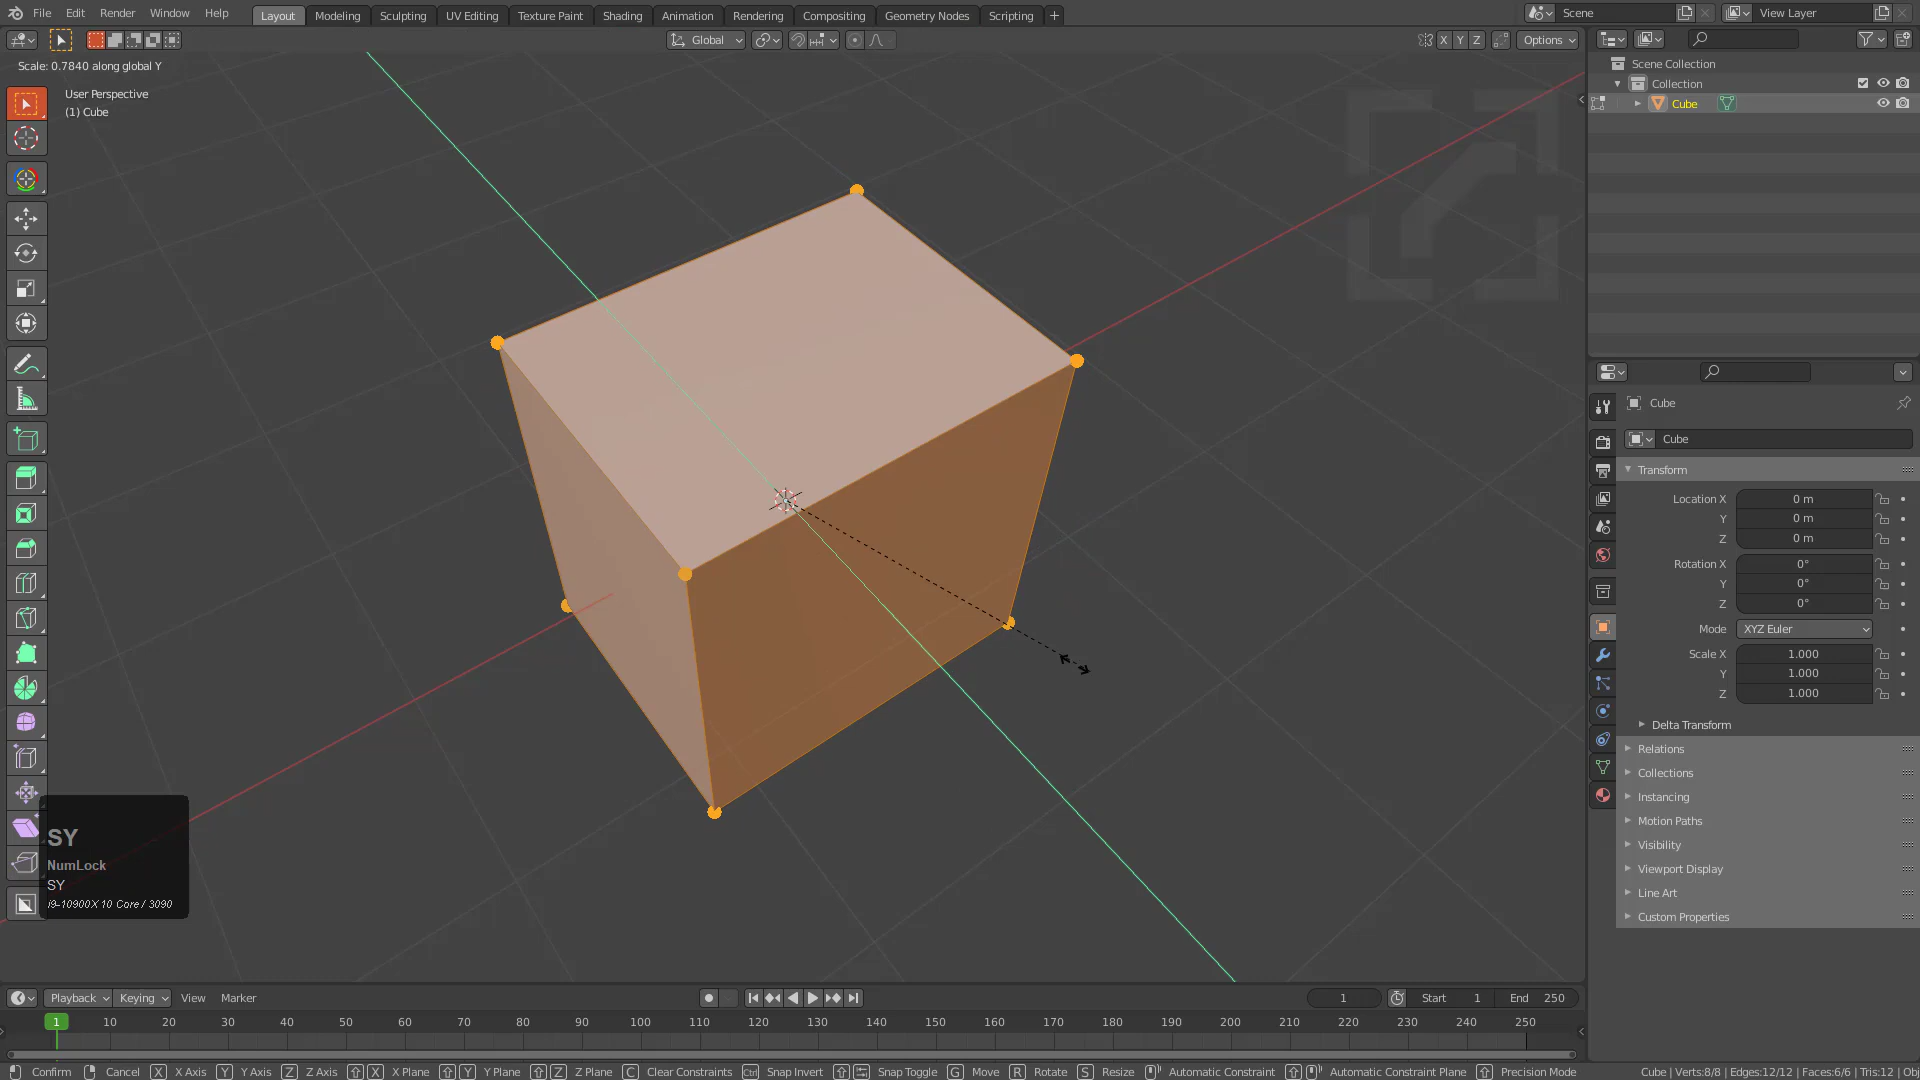 File Edit Render Window Help Layout Modeling Sculpting UV Editing Texture Paint Shading Animation Rendering Compositing Geometry Nodes Scripting + Scene View Layer
Global X Y Z Options
Scale: 0.7840 along global Y
User Perspective
(1) Cube
Scene Collection
Collection
Cube
Cube
Cube
Transform
Location X 0 m
Y 0 m
Z 0 m
Rotation X 0°
Y 0°
Z 0°
Mode XYZ Euler
Scale X 1.000
Y 1.000
Z 1.000
Delta Transform
Relations
Collections
Instancing
Motion Paths
Visibility
Viewport Display
Line Art
Custom Properties
SY
NumLock
SY
i9-10900X 10 Core / 3090
Playback Keying View Marker 1 Start 1 End 250
1 10 20 30 40 50 60 70 80 90 100 110 120 130 140 150 160 170 180 190 200 210 220 230 240 250
Confirm Cancel X X Axis Y Y Axis Z Z Axis X X Plane Y Y Plane Z Z Plane C Clear Constraints Ctrl Snap Invert Snap Toggle G Move R Rotate S Resize Automatic Constraint Automatic Constraint Plane Precision Mode Cube | Verts:8/8 | Edges:12/12 | Faces:6/6 | Tris:12 | Obj